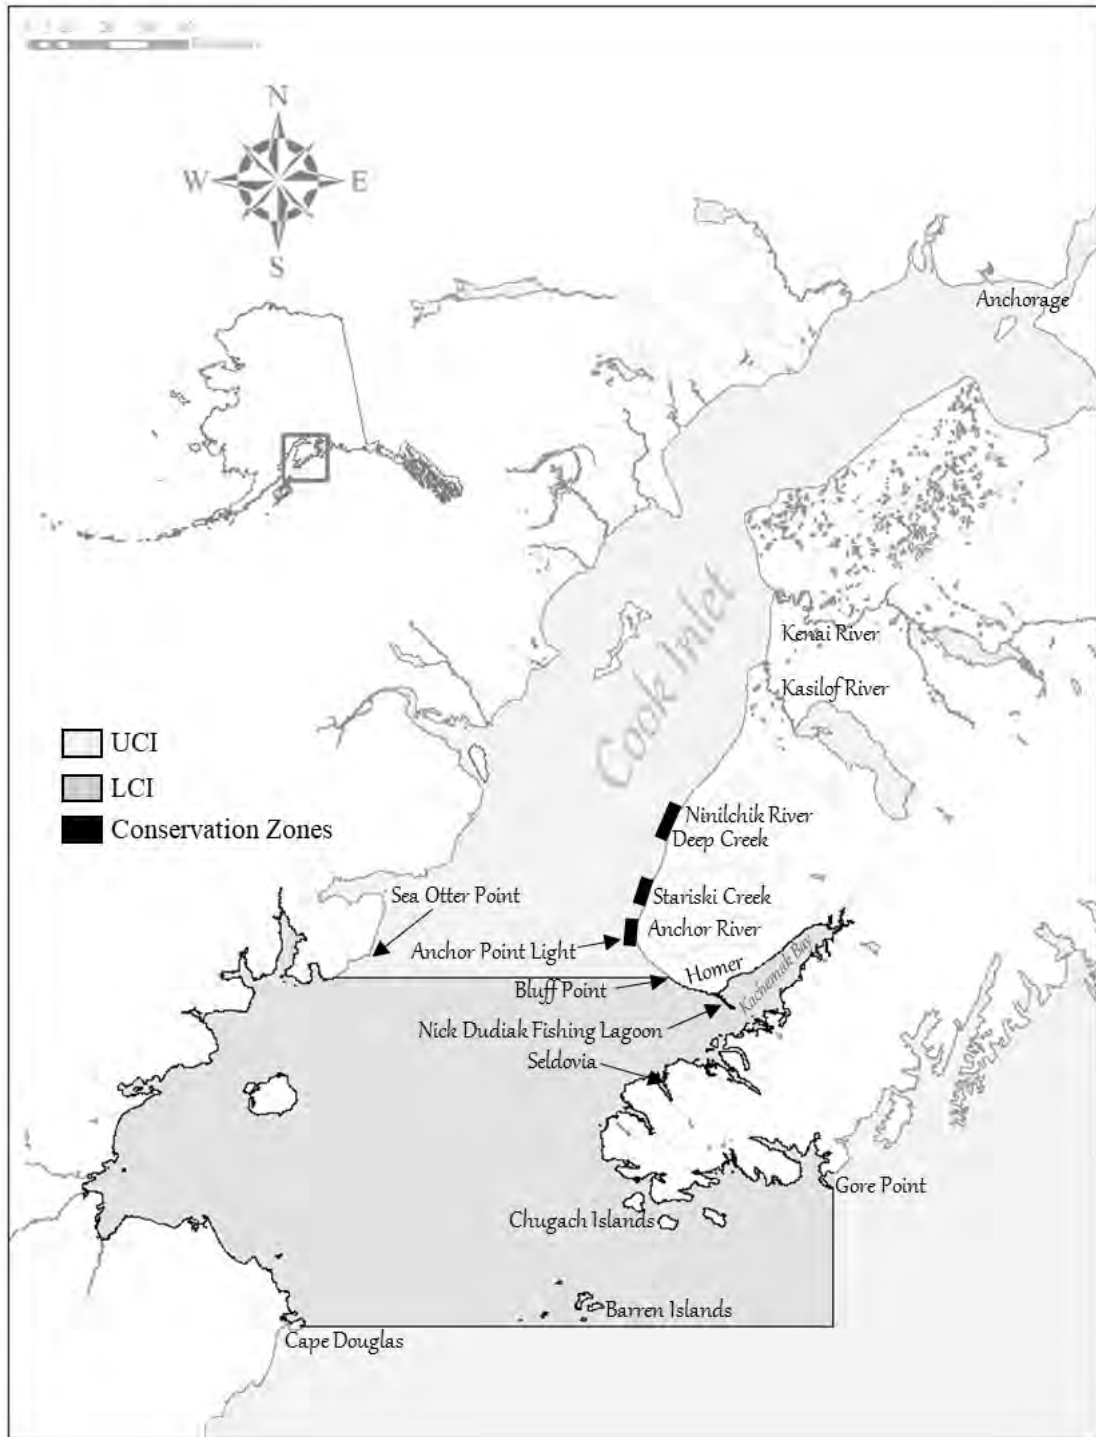 N
W E
S
Anchorage
Cook Inlet
Kenai River
Kasilof River
UCI
LCI
Conservation Zones
Ninilchik River
Deep Creek
Sea Otter Point
Stariski Creek
Anchor River
Anchor Point Light
Homer
Kachemak Bay
Bluff Point
Nick Dudiak Fishing Lagoon
Seldovia
Gore Point
Chugach Islands
Barren Islands
Cape Douglas